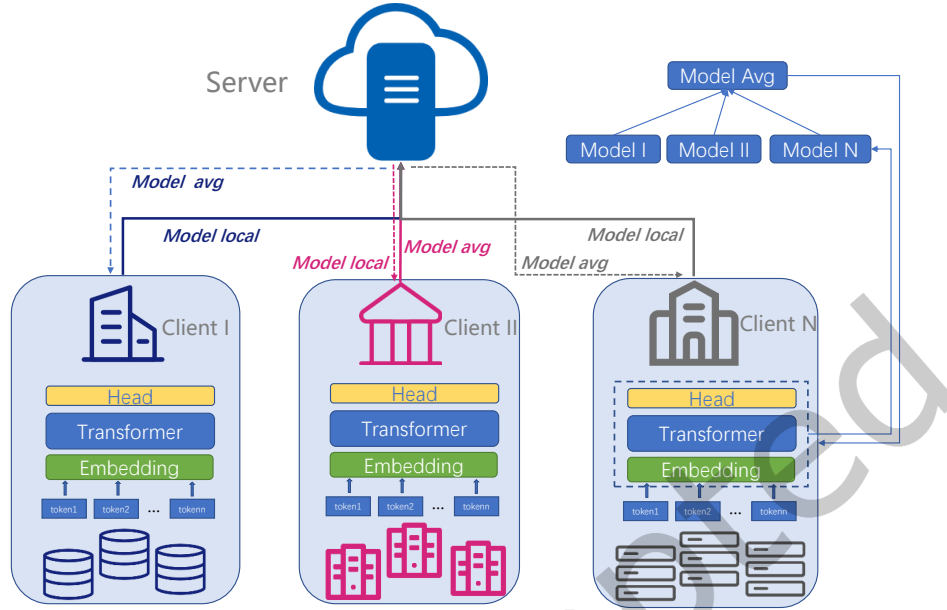 Server
Model Avg
Model I
Model II
Model N
Model avg
Model local
Model local
Model avg
Model local
Model avg
Client I
Head
Transformer
Embedding
token1
token2
...
tokenn
Client II
Head
Transformer
Embedding
token1
token2
...
tokenn
Client N
Head
Transformer
Embedding
token1
token2
...
tokenn